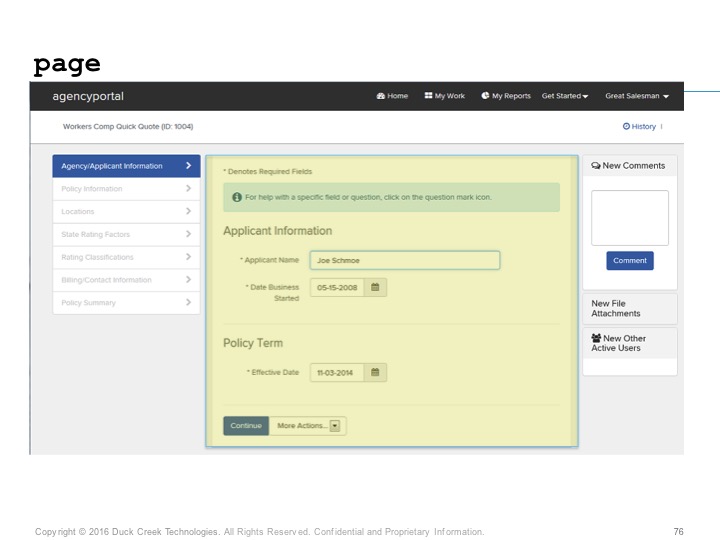 page
agencyportal
Home My Work My Reports Get Started Great Salesman
Workers Comp Quick Quote (ID: 1004)
History
Agency/Applicant Information
Policy Information
Locations
State Rating Factors
Rating Classifications
Billing/Contact Information
Policy Summary
* Denotes Required Fields
For help with a specific field or question, click on the question mark icon.
Applicant Information
* Applicant Name Joe Schmoe
* Date Business Started 05-15-2008
Policy Term
* Effective Date 11-03-2014
Continue More Actions...
New Comments
Comment
New File
Attachments
New Other
Active Users
Copyright © 2016 Duck Creek Technologies. All Rights Reserved. Confidential and Proprietary Information.
76